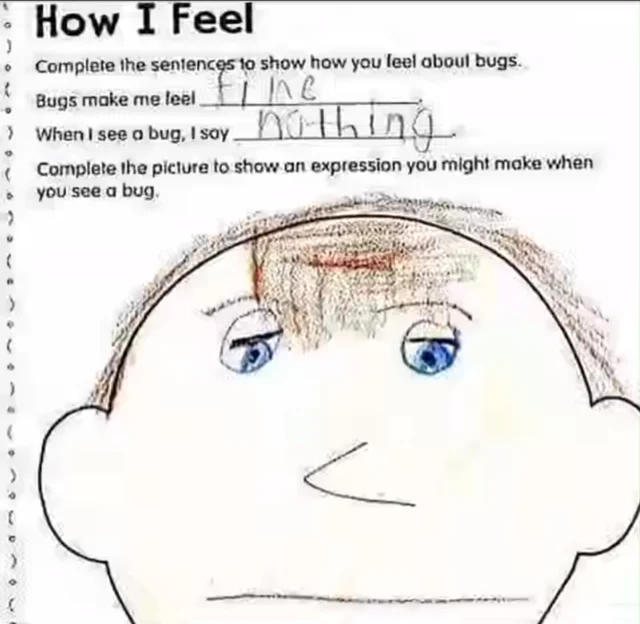 How I Feel
Complete the sentences to show how you feel about bugs.
Bugs make me feel fine.
When I see a bug, I say nothing.
Complete the picture to show an expression you might make when
you see a bug.